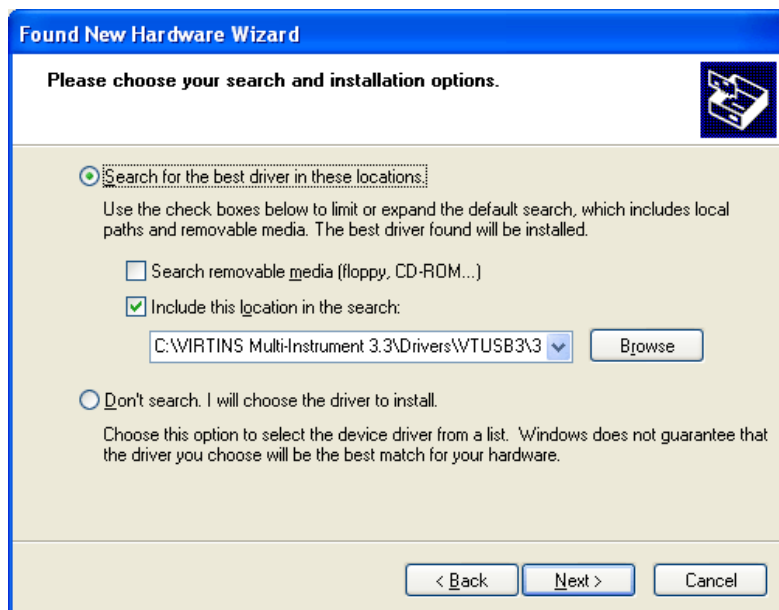 Found New Hardware Wizard
Please choose your search and installation options.
Search for the best driver in these locations.
Use the check boxes below to limit or expand the default search, which includes local
paths and removable media. The best driver found will be installed.
Search removable media (floppy, CD-ROM...)
Include this location in the search:
C:\VIRTINS Multi-Instrument 3.3\Drivers\VTUSB3\3
Browse
Don't search. I will choose the driver to install.
Choose this option to select the device driver from a list. Windows does not guarantee that
the driver you choose will be the best match for your hardware.
< Back
Next >
Cancel